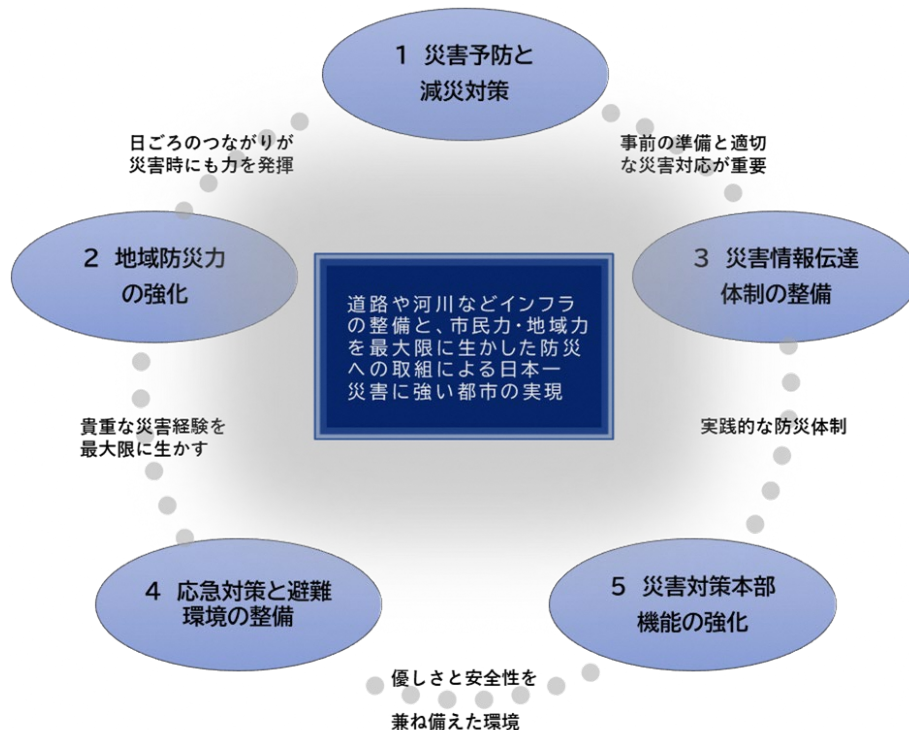 1 災害予防と
減災対策
日ごろのつながりが
災害時にも力を発揮
事前の準備と適切
な災害対応が重要
2 地域防災力
の強化
3 災害情報伝達
体制の整備
道路や河川などインフラ
の整備と、市民力・地域力
を最大限に生かした防災
への取組による日本一
災害に強い都市の実現
貴重な災害経験を
最大限に生かす
実践的な防災体制
4 応急対策と避難
環境の整備
5 災害対策本部
機能の強化
優しさと安全性を
兼ね備えた環境